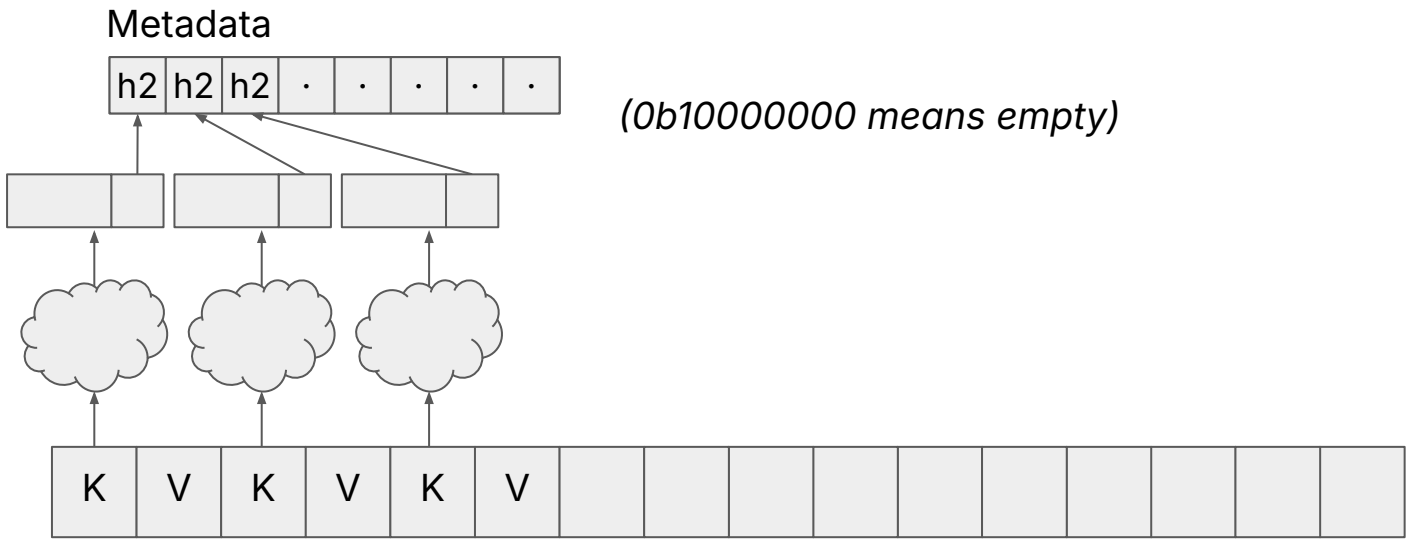 Metadata
h2 h2 h2 · · · · ·
(0b10000000 means empty)
K V K V K V